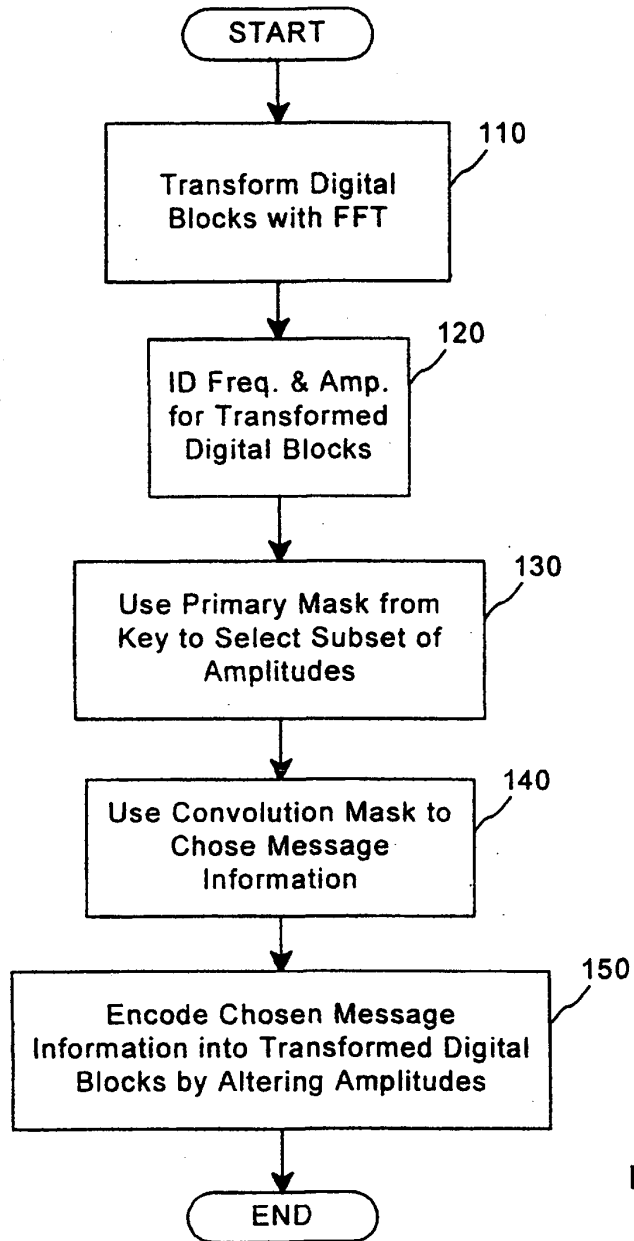 START
110
Transform Digital
Blocks with FFT
120
ID Freq. & Amp.
for Transformed
Digital Blocks
130
Use Primary Mask from
Key to Select Subset of
Amplitudes
140
Use Convolution Mask to
Chose Message
Information
150
Encode Chosen Message
Information into Transformed Digital
Blocks by Altering Amplitudes
END